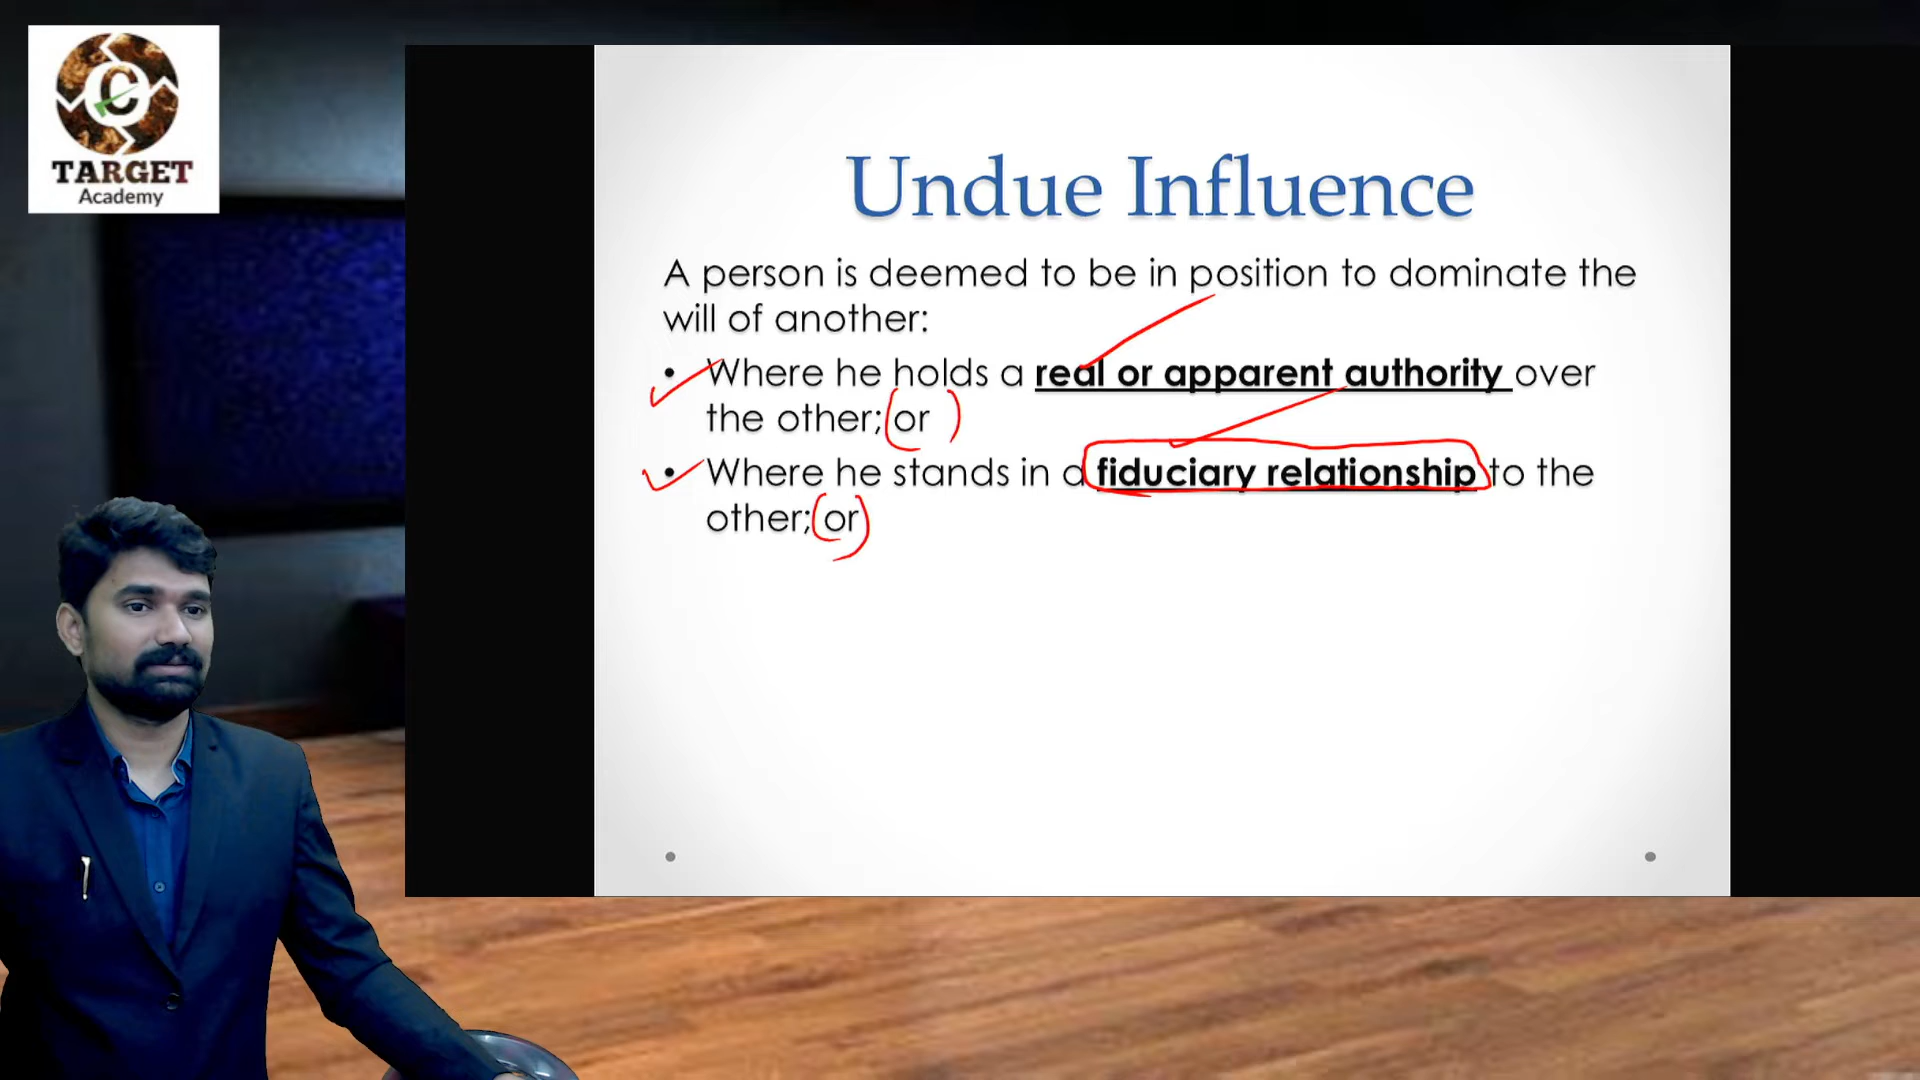 TARGET
Academy
Undue Influence
A person is deemed to be in position to dominate the
will of another:
• Where he holds a real or apparent authority over
the other; or
• Where he stands in a fiduciary relationship to the
other; or